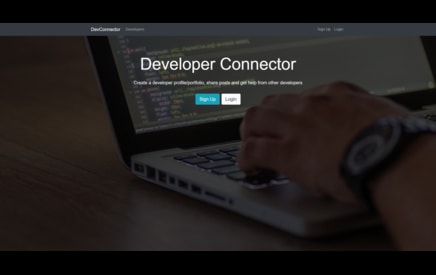 DevConnector Developers Sign Up Login
Developer Connector
Create a developer profile/portfolio, share posts and get help from other developers
Sign Up Login